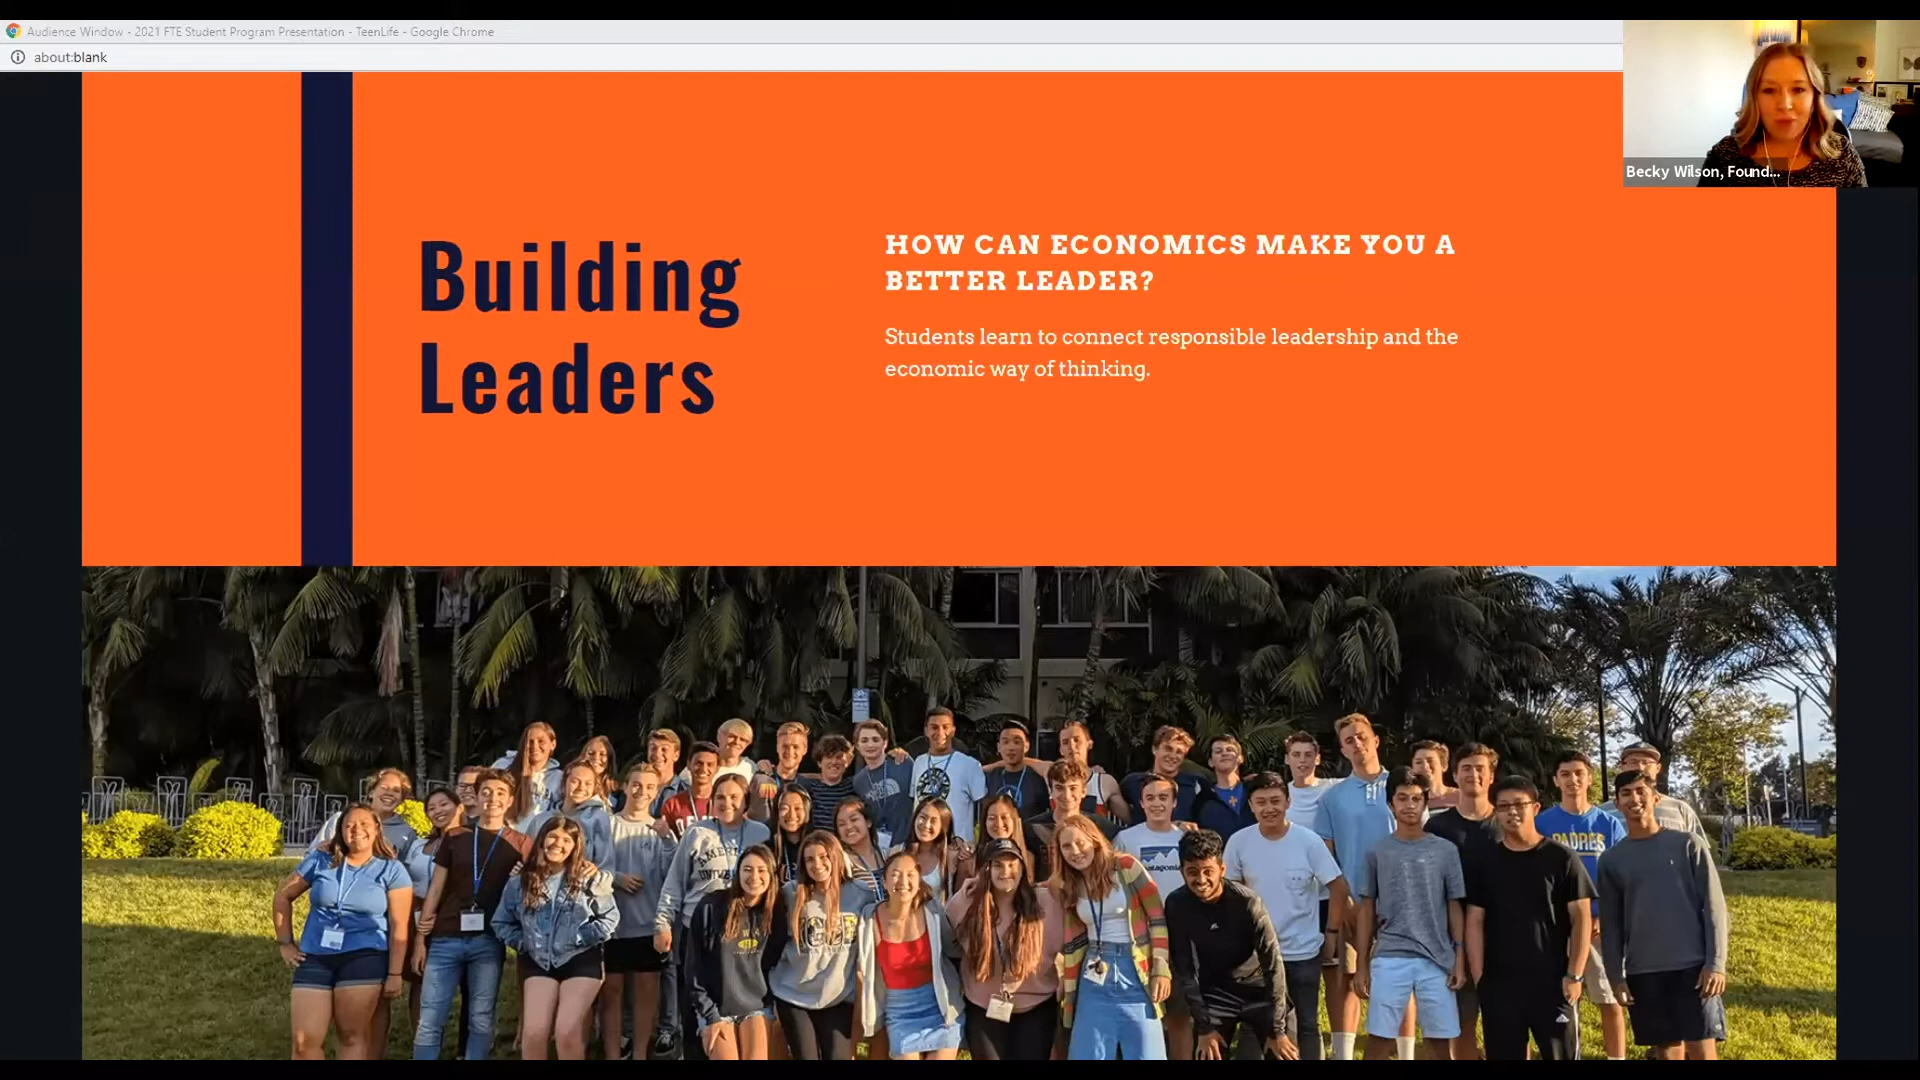 Audience Window - 2021 FTE Student Program Presentation - TeenLife - Google Chrome
about:blank
Becky Wilson, Found...
Building
Leaders
HOW CAN ECONOMICS MAKE YOU A
BETTER LEADER?
Students learn to connect responsible leadership and the
economic way of thinking.
PADRES
patagonia